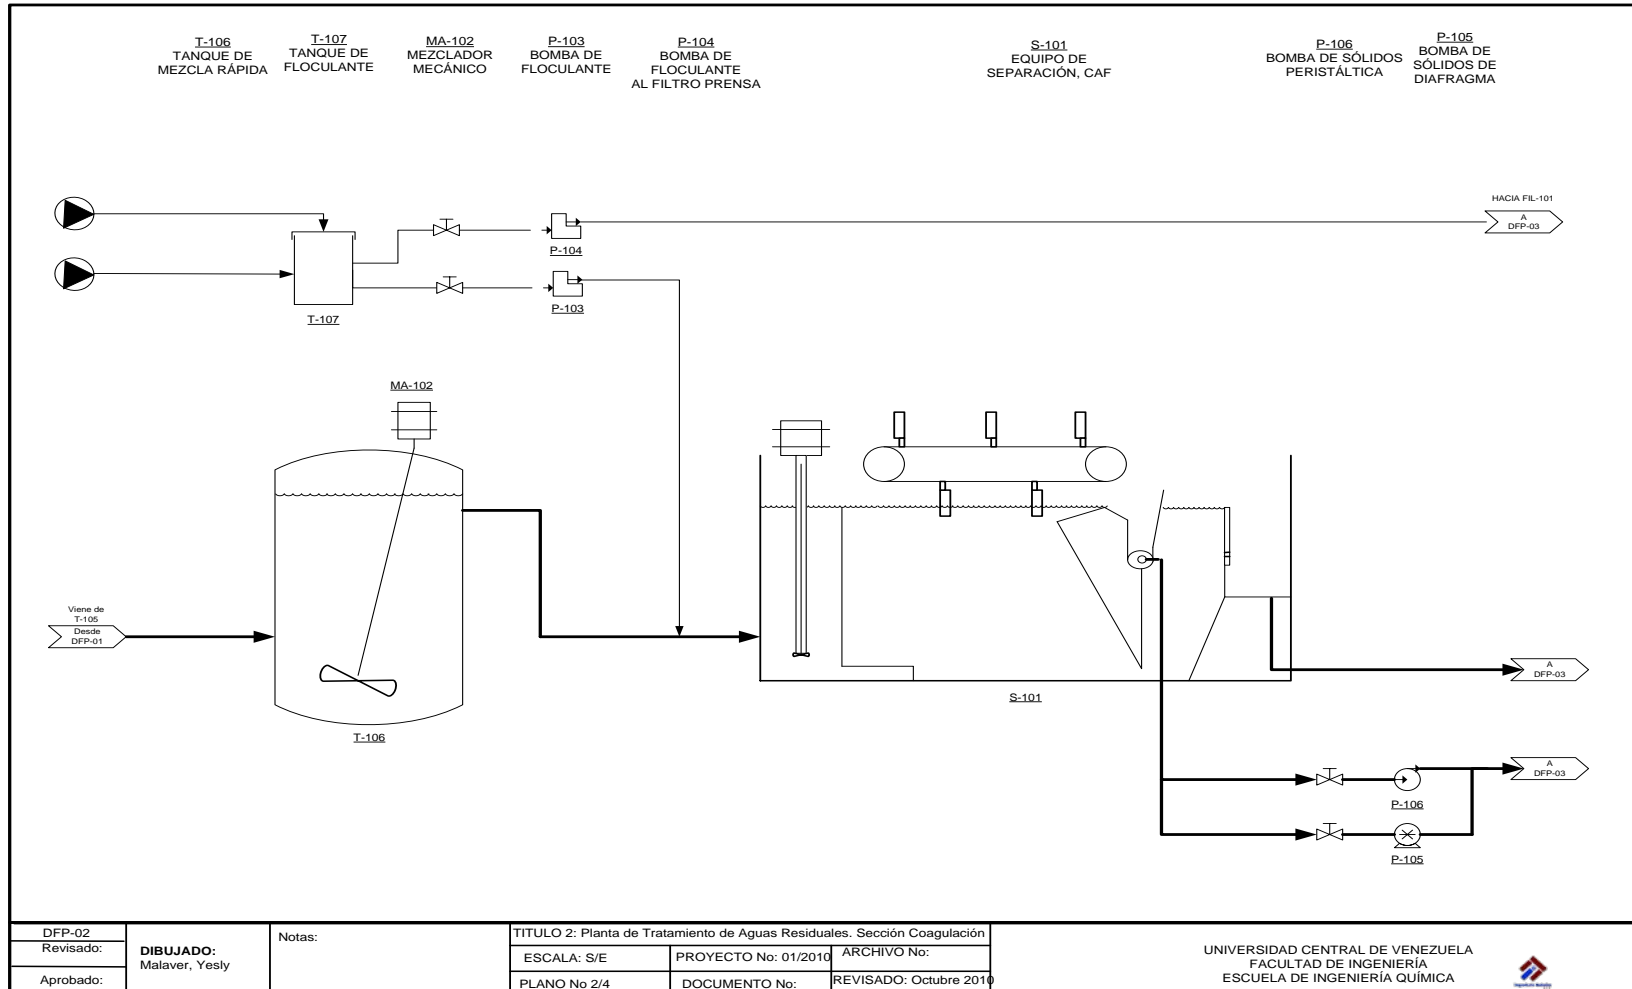 T-106
TANQUE DE
MEZCLA RÁPIDA
T-107
TANQUE DE
FLOCULANTE
MA-102
MEZCLADOR
MECÁNICO
P-103
BOMBA DE
FLOCULANTE
P-104
BOMBA DE
FLOCULANTE
AL FILTRO PRENSA
S-101
EQUIPO DE
SEPARACIÓN, CAF
P-106
BOMBA DE SÓLIDOS
PERISTÁLTICA
P-105
BOMBA DE
SÓLIDOS DE
DIAFRAGMA
HACIA FIL-101
A
DFP-03
P-104
P-103
T-107
MA-102
Viene de
T-105
Desde
DFP-01
T-106
S-101
A
DFP-03
A
DFP-03
P-106
P-105
DFP-02
Revisado:
Aprobado:
DIBUJADO:
Malaver, Yesly
Notas:
TITULO 2: Planta de Tratamiento de Aguas Residuales. Sección Coagulación
ESCALA: S/E
PROYECTO No: 01/2010
ARCHIVO No:
PLANO No 2/4
DOCUMENTO No:
REVISADO: Octubre 2010
UNIVERSIDAD CENTRAL DE VENEZUELA
FACULTAD DE INGENIERÍA
ESCUELA DE INGENIERÍA QUÍMICA